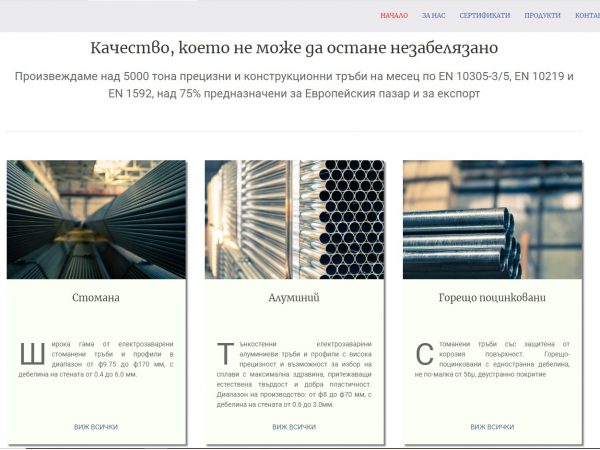 НАЧАЛО ЗА НАС СЕРТИФИКАТИ ПРОДУКТИ
Качество, което не може да остане незабелязано
Произвеждаме над 5000 тона прецизни и конструкционни тръби на месец по EN 10305-3/5, EN 10219 и
EN 1592, над 75% предназначени за Европейския пазар и за експорт
Стомана
Широка гама от електрозаварени
стоманени тръби и профили в
диапазон от ф9.75 до ф170 мм, с
дебелина на стената от 0.4 до 6.0 мм.
ВИЖ ВСИЧКИ
Алуминий
Тънкостенни електрозаварени
алуминиеви тръби и профили с висока
прецизност и възможност за избор на
сплави с максимална здравина, притежаващи
естествена твърдост и добра пластичност.
Диапазон на производство: от ф8 до ф70 мм, с
дебелина на стената от 0.6 до 3.0мм.
ВИЖ ВСИЧКИ
Горещо поцинковани
Стоманени тръби със защитена от
корозия повърхност. Горещо-
поцинковани с едностранна дебелина,
не по-малка от 56μ, двустранно покритие
ВИЖ ВСИЧКИ